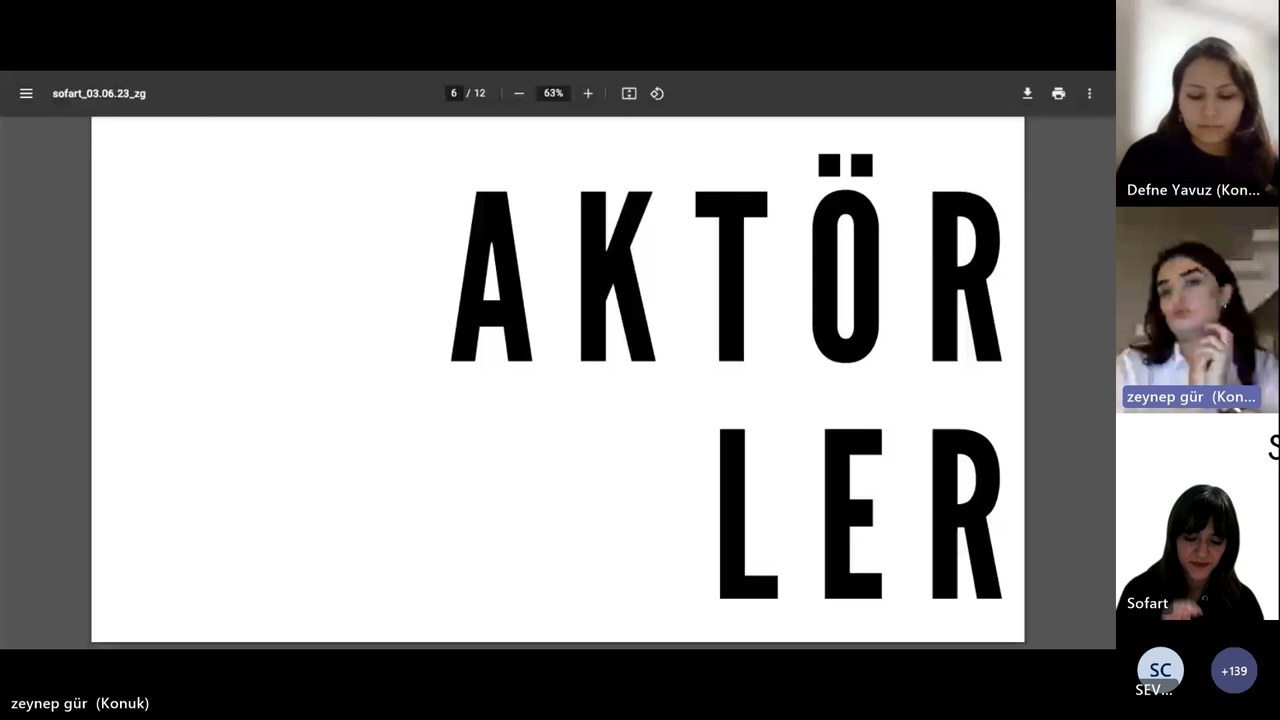 sofart_03.06.23_zg
6 / 12
63%
AKTÖR
LER
Defne Yavuz (Kon...
zeynep gür (Kon...
S
Sofart
SC
SEV...
+139
zeynep gür (Konuk)